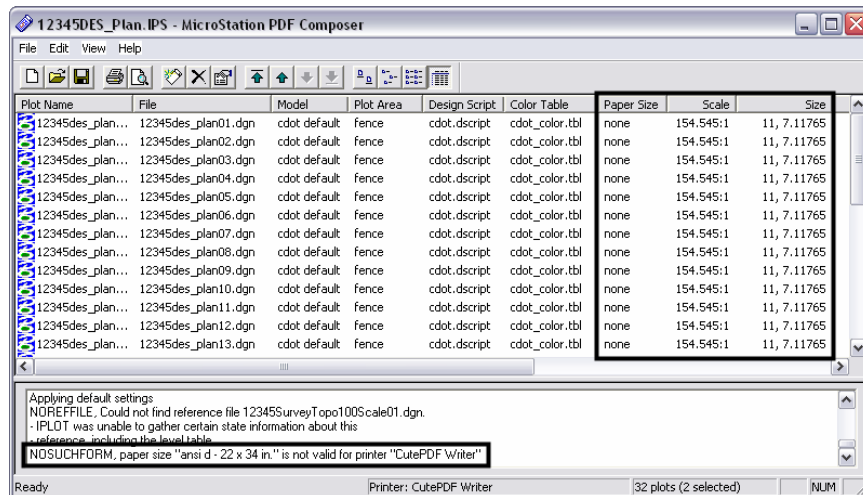 12345DES_Plan.IPS - MicroStation PDF Composer
File Edit View Help
Plot Name File Model Plot Area Design Script Color Table Paper Size Scale Size
12345des_plan... 12345des_plan01.dgn cdot default fence cdot.dscript cdot_color.tbl none 154.545:1 11, 7.11765
12345des_plan... 12345des_plan02.dgn cdot default fence cdot.dscript cdot_color.tbl none 154.545:1 11, 7.11765
12345des_plan... 12345des_plan03.dgn cdot default fence cdot.dscript cdot_color.tbl none 154.545:1 11, 7.11765
12345des_plan... 12345des_plan04.dgn cdot default fence cdot.dscript cdot_color.tbl none 154.545:1 11, 7.11765
12345des_plan... 12345des_plan05.dgn cdot default fence cdot.dscript cdot_color.tbl none 154.545:1 11, 7.11765
12345des_plan... 12345des_plan06.dgn cdot default fence cdot.dscript cdot_color.tbl none 154.545:1 11, 7.11765
12345des_plan... 12345des_plan07.dgn cdot default fence cdot.dscript cdot_color.tbl none 154.545:1 11, 7.11765
12345des_plan... 12345des_plan08.dgn cdot default fence cdot.dscript cdot_color.tbl none 154.545:1 11, 7.11765
12345des_plan... 12345des_plan09.dgn cdot default fence cdot.dscript cdot_color.tbl none 154.545:1 11, 7.11765
12345des_plan... 12345des_plan10.dgn cdot default fence cdot.dscript cdot_color.tbl none 154.545:1 11, 7.11765
12345des_plan... 12345des_plan11.dgn cdot default fence cdot.dscript cdot_color.tbl none 154.545:1 11, 7.11765
12345des_plan... 12345des_plan12.dgn cdot default fence cdot.dscript cdot_color.tbl none 154.545:1 11, 7.11765
12345des_plan... 12345des_plan13.dgn cdot default fence cdot.dscript cdot_color.tbl none 154.545:1 11, 7.11765
Applying default settings
NOREFFILE, Could not find reference file 12345SurveyTopo100Scale01.dgn.
- IPLOT was unable to gather certain state information about this
- reference, including the level table
NOSUCHFORM, paper size "ansi d - 22 x 34 in." is not valid for printer "CutePDF Writer"
Ready Printer: CutePDF Writer 32 plots (2 selected) NUM